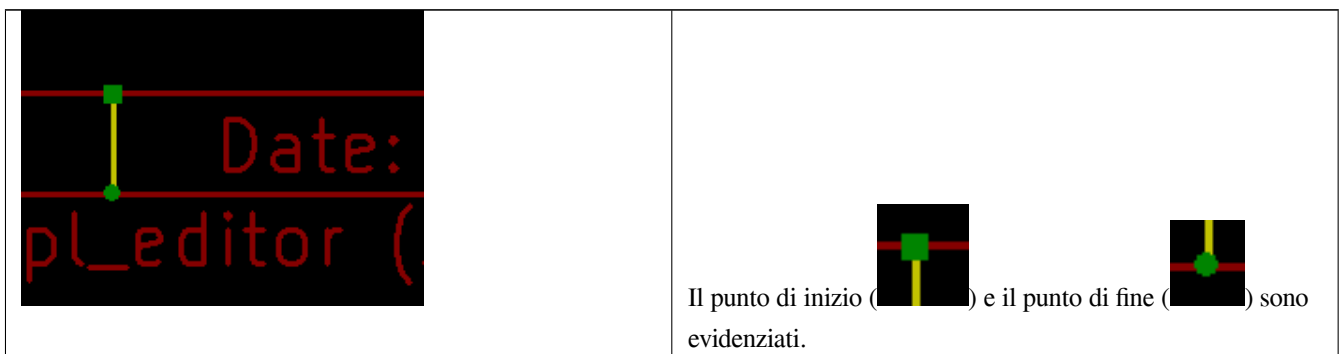 Date:
pl_editor (
Il punto di inizio ( ) e il punto di fine ( ) sono
evidenziati.